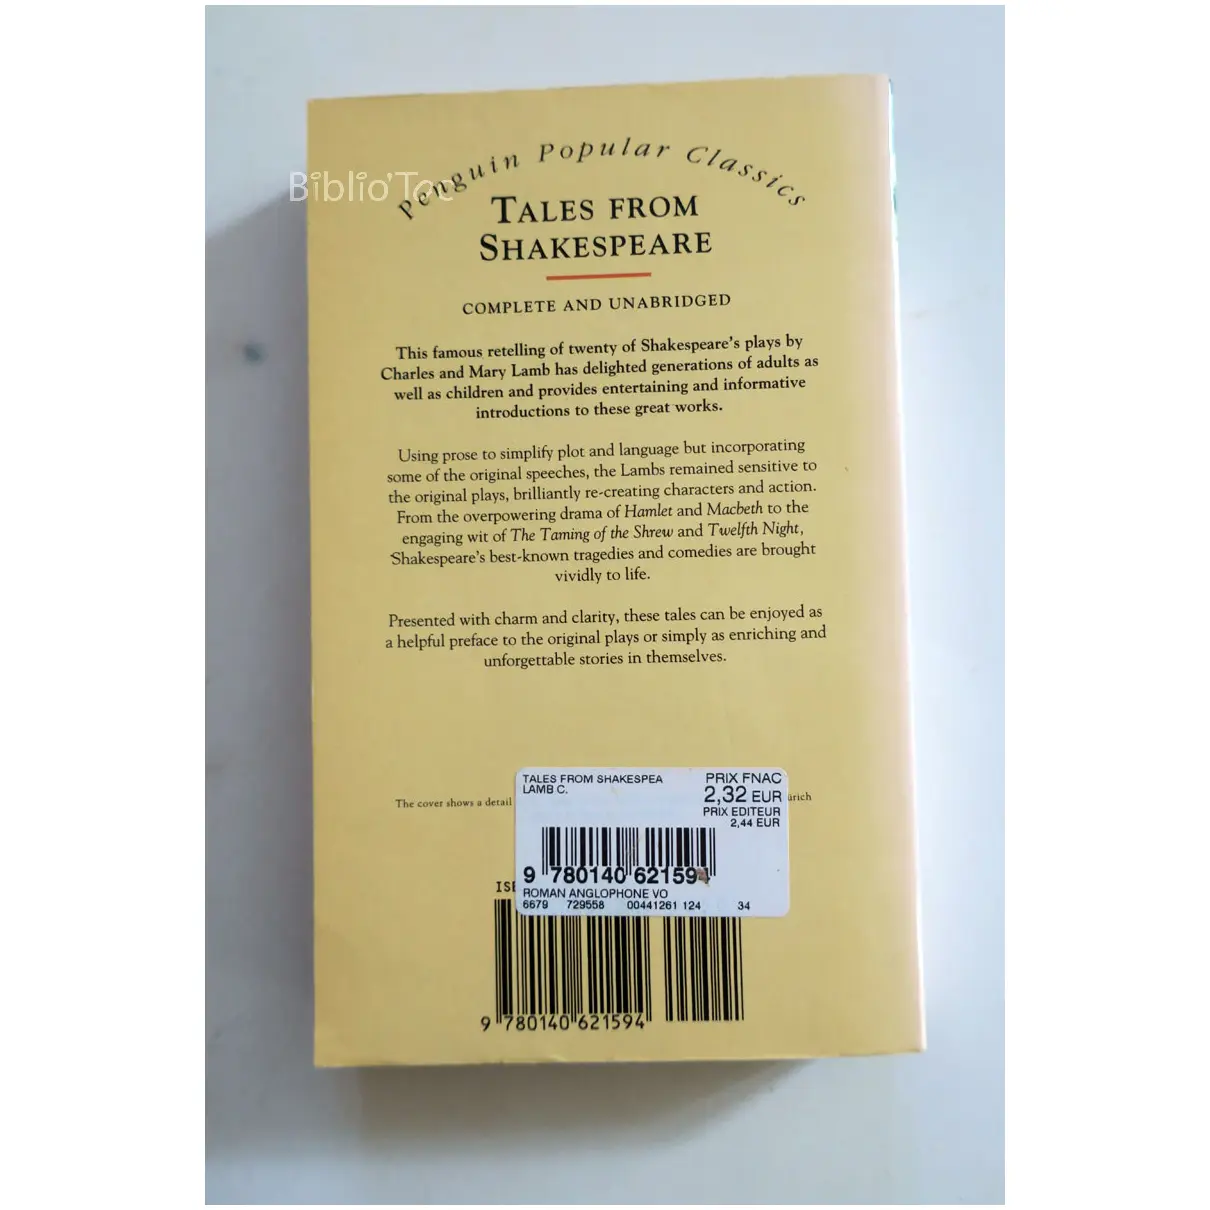 Biblio'Toc
Penguin Popular Classics
TALES FROM
SHAKESPEARE
COMPLETE AND UNABRIDGED
This famous retelling of twenty of Shakespeare's plays by
Charles and Mary Lamb has delighted generations of adults as
well as children and provides entertaining and informative
introductions to these great works.
Using prose to simplify plot and language but incorporating
some of the original speeches, the Lambs remained sensitive to
the original plays, brilliantly re-creating characters and action.
From the overpowering drama of Hamlet and Macbeth to the
engaging wit of The Taming of the Shrew and Twelfth Night,
Shakespeare's best-known tragedies and comedies are brought
vividly to life.
Presented with charm and clarity, these tales can be enjoyed as
a helpful preface to the original plays or simply as enriching and
unforgettable stories in themselves.
TALES FROM SHAKESPEA PRIX FNAC
LAMB C. 2,32 EUR
The cover shows a detail
PRIX EDITEUR
2,44 EUR
9 780140 621594
ROMAN ANGLOPHONE VO
6679 729558 00441261 124 34
9 780140 621594